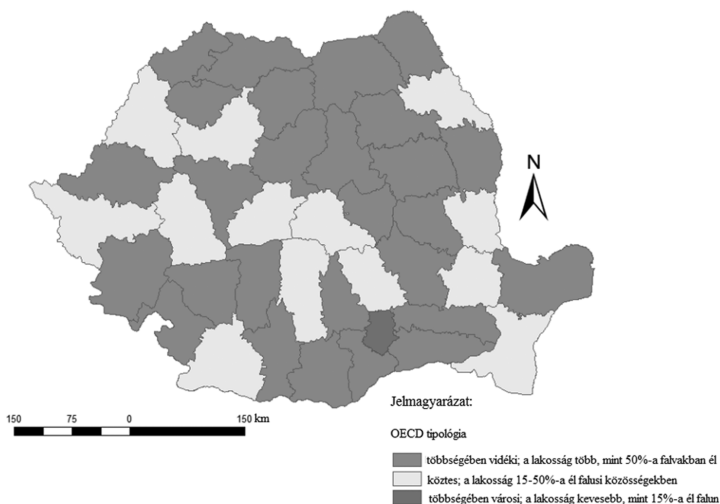 N
150 75 0 150 km
Jelmagyarázat:
OECD tipológia
többségében vidéki; a lakosság több, mint 50%-a falvakban él
köztes; a lakosság 15-50%-a él falusi közösségekben
többségében városi; a lakosság kevesebb, mint 15%-a él falun